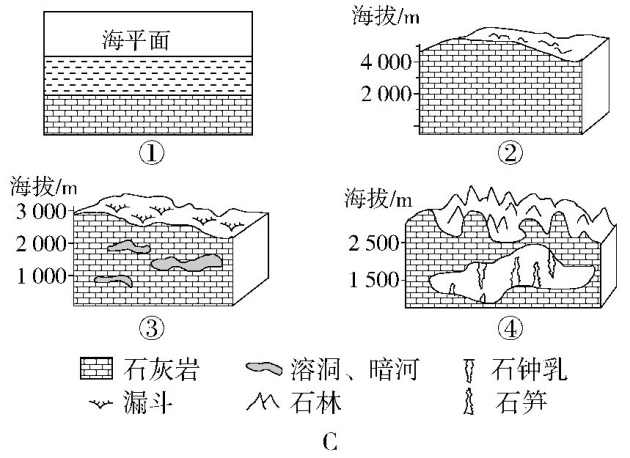 海平面
①
海拔/m
4 000
2 000
②
海拔/m
3 000
2 000
1 000
③
海拔/m
2 500
1 500
④
石灰岩 溶洞、暗河 石钟乳
漏斗 石林 石笋
C